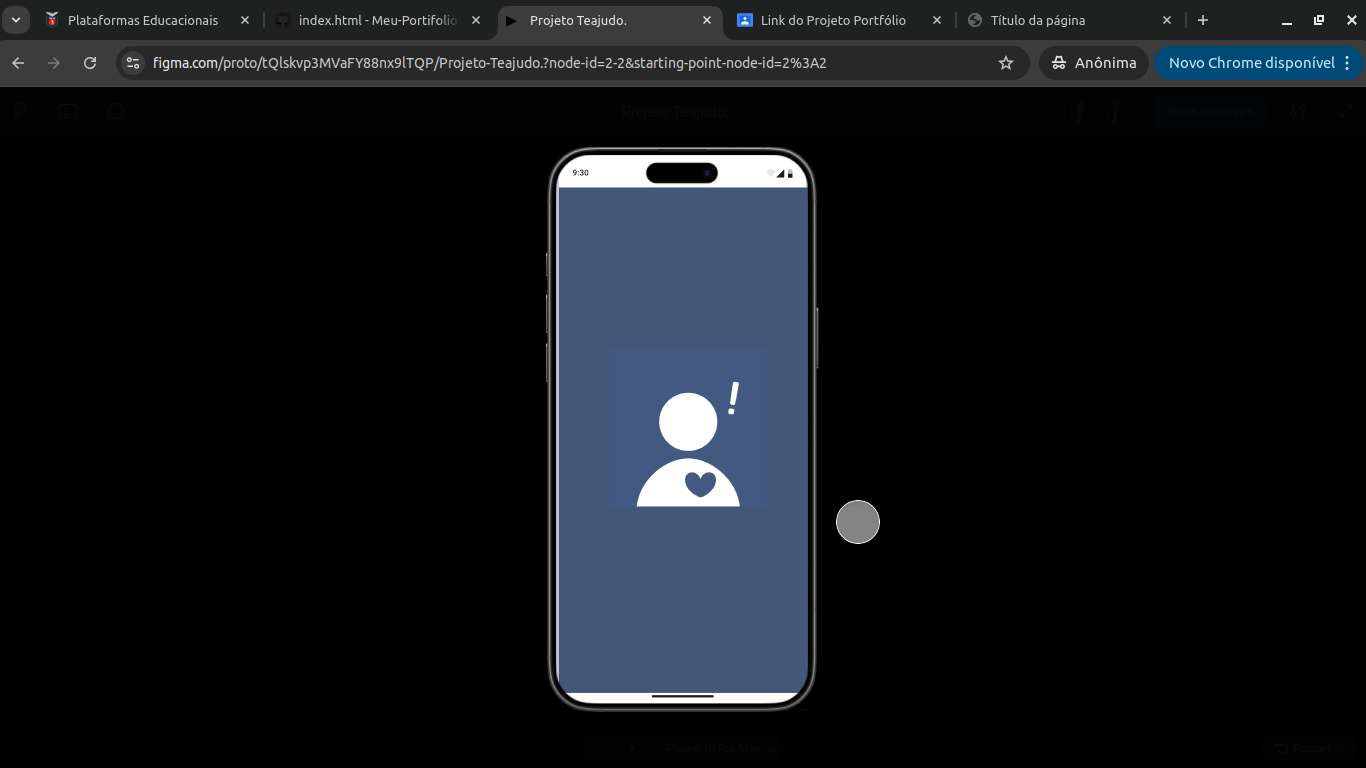 Plataformas Educacionais
index.html - Meu-Portifolio
Projeto Teajudo.
Link do Projeto Portfólio
Título da página
figma.com/proto/tQlskvp3MVaFY88nx9lTQP/Projeto-Teajudo.?node-id=2-2&starting-point-node-id=2%3A2
Anônima
Novo Chrome disponível
Projeto Teajudo.
9:30
!
iPhone 16 Pro Max
Restart